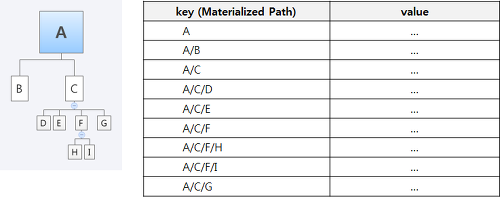 A
B C
D E F G
H I
key (Materialized Path) value
A ...
A/B ...
A/C ...
A/C/D ...
A/C/E ...
A/C/F ...
A/C/F/H ...
A/C/F/I ...
A/C/G ...